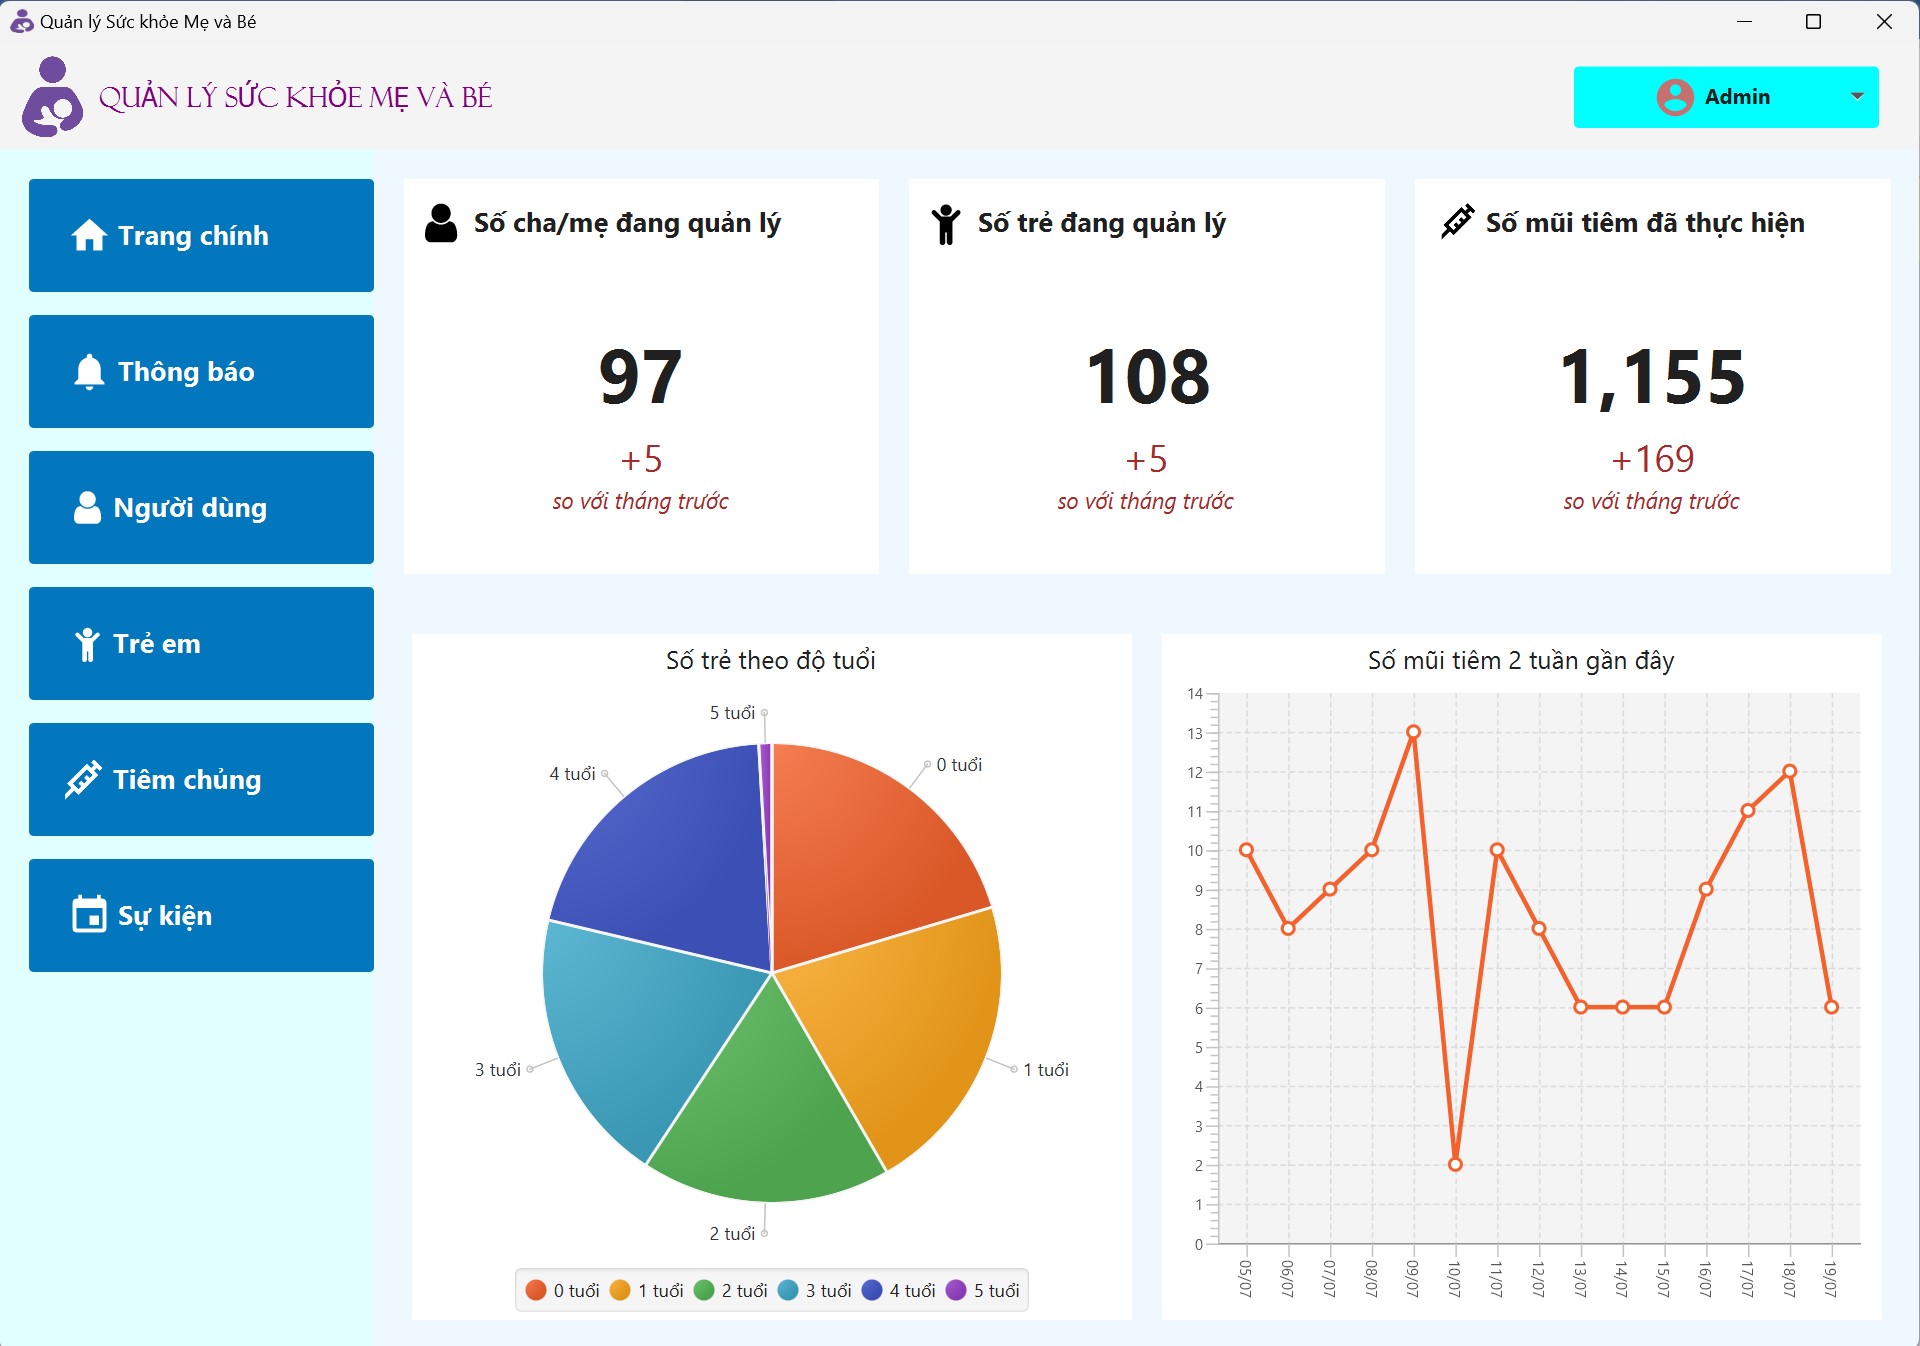 Quản lý Sức khỏe Mẹ và Bé
QUẢN LÝ SỨC KHỎE MẸ VÀ BÉ
Admin
Trang chính
Thông báo
Người dùng
Trẻ em
Tiêm chủng
Sự kiện
Số cha/mẹ đang quản lý
97
+5
so với tháng trước
Số trẻ đang quản lý
108
+5
so với tháng trước
Số mũi tiêm đã thực hiện
1,155
+169
so với tháng trước
Số trẻ theo độ tuổi
5 tuổi
0 tuổi
4 tuổi
3 tuổi
1 tuổi
2 tuổi
0 tuổi 1 tuổi 2 tuổi 3 tuổi 4 tuổi 5 tuổi
Số mũi tiêm 2 tuần gần đây
14
13
12
11
10
9
8
7
6
5
4
3
2
1
0
05/07 06/07 07/07 08/07 09/07 10/07 11/07 12/07 13/07 14/07 15/07 16/07 17/07 18/07 19/07